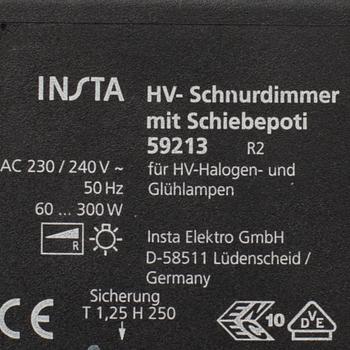 INSTA
HV- Schnurdimmer
mit Schiebepoti
59213 R2
für HV-Halogen- und
Glühlampen
AC 230 / 240 V ~
50 Hz
60 ... 300 W
R
Insta Elektro GmbH
D-58511 Lüdenscheid /
Germany
Sicherung
T 1,25 H 250
CE
10
DVE